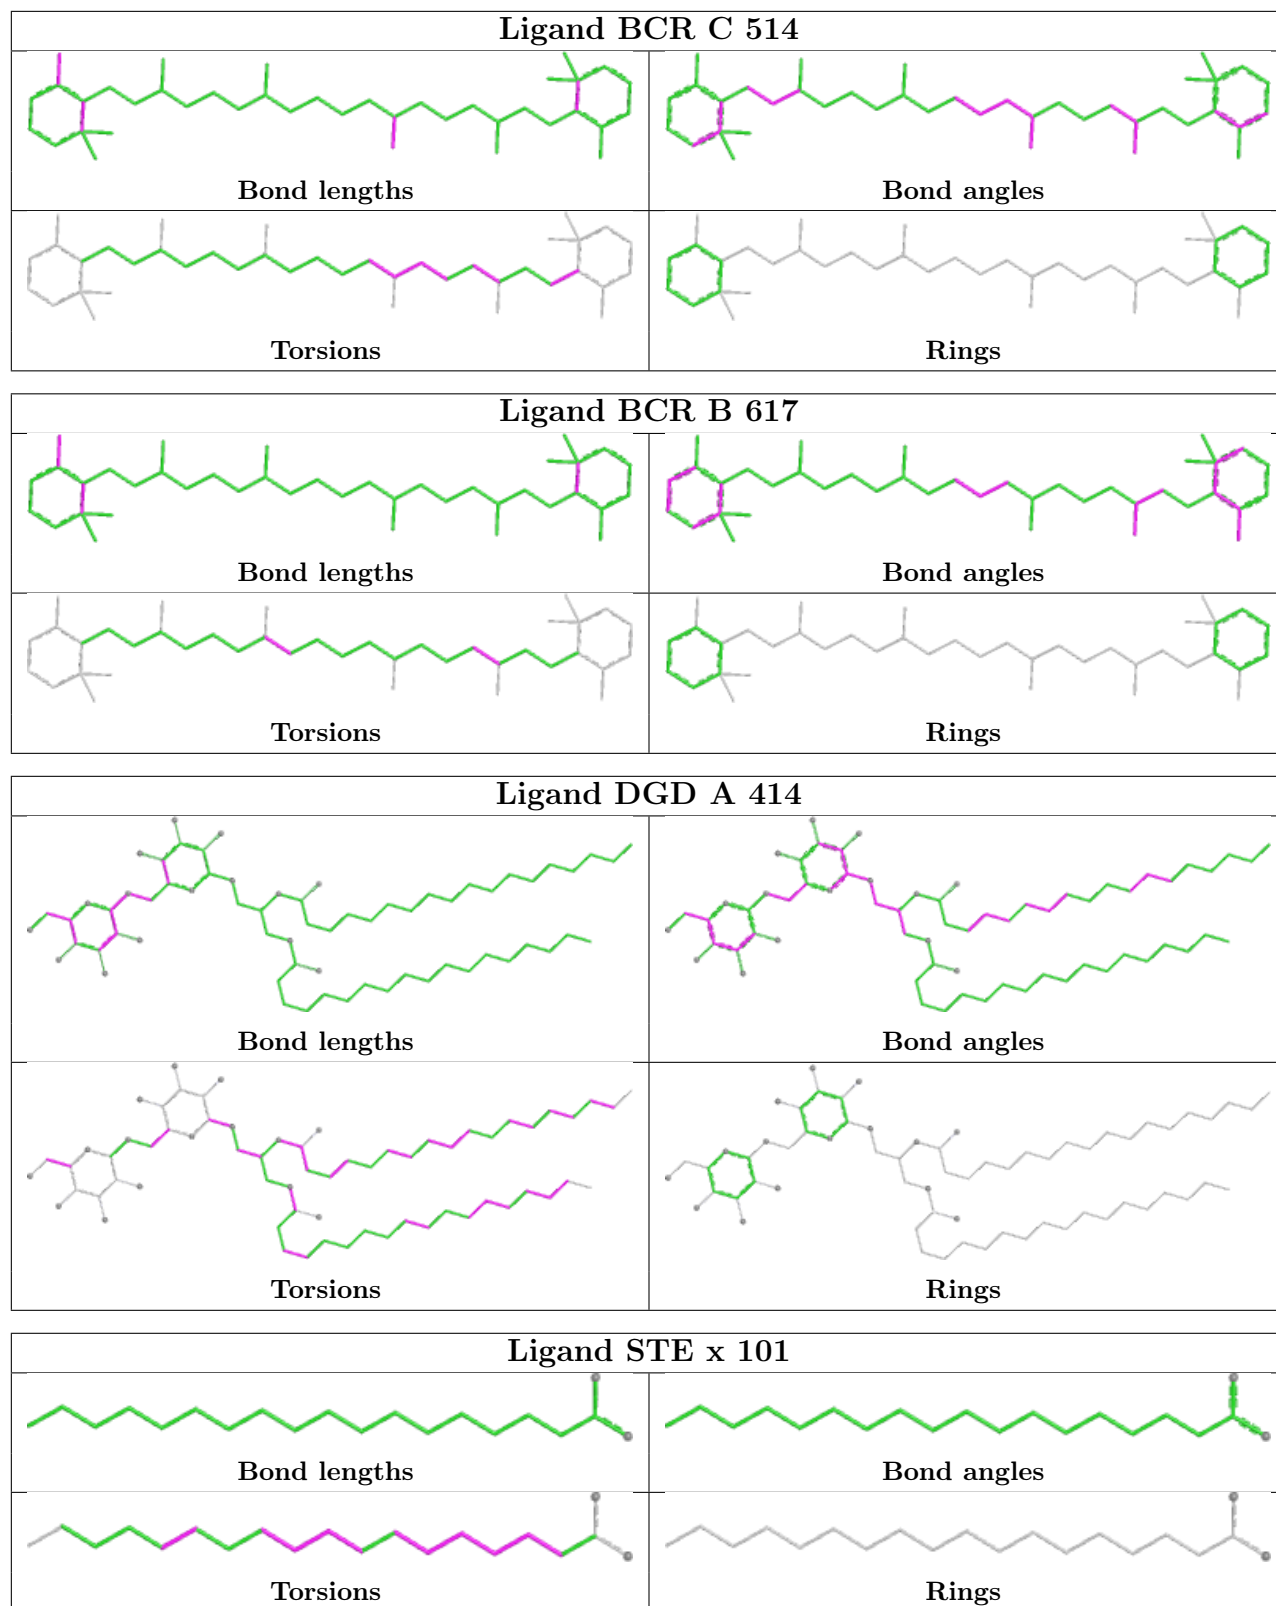 Ligand BCR C 514
Bond lengths
Bond angles
Torsions
Rings
Ligand BCR B 617
Bond lengths
Bond angles
Torsions
Rings
Ligand DGD A 414
Bond lengths
Bond angles
Torsions
Rings
Ligand STE x 101
Bond lengths
Bond angles
Torsions
Rings